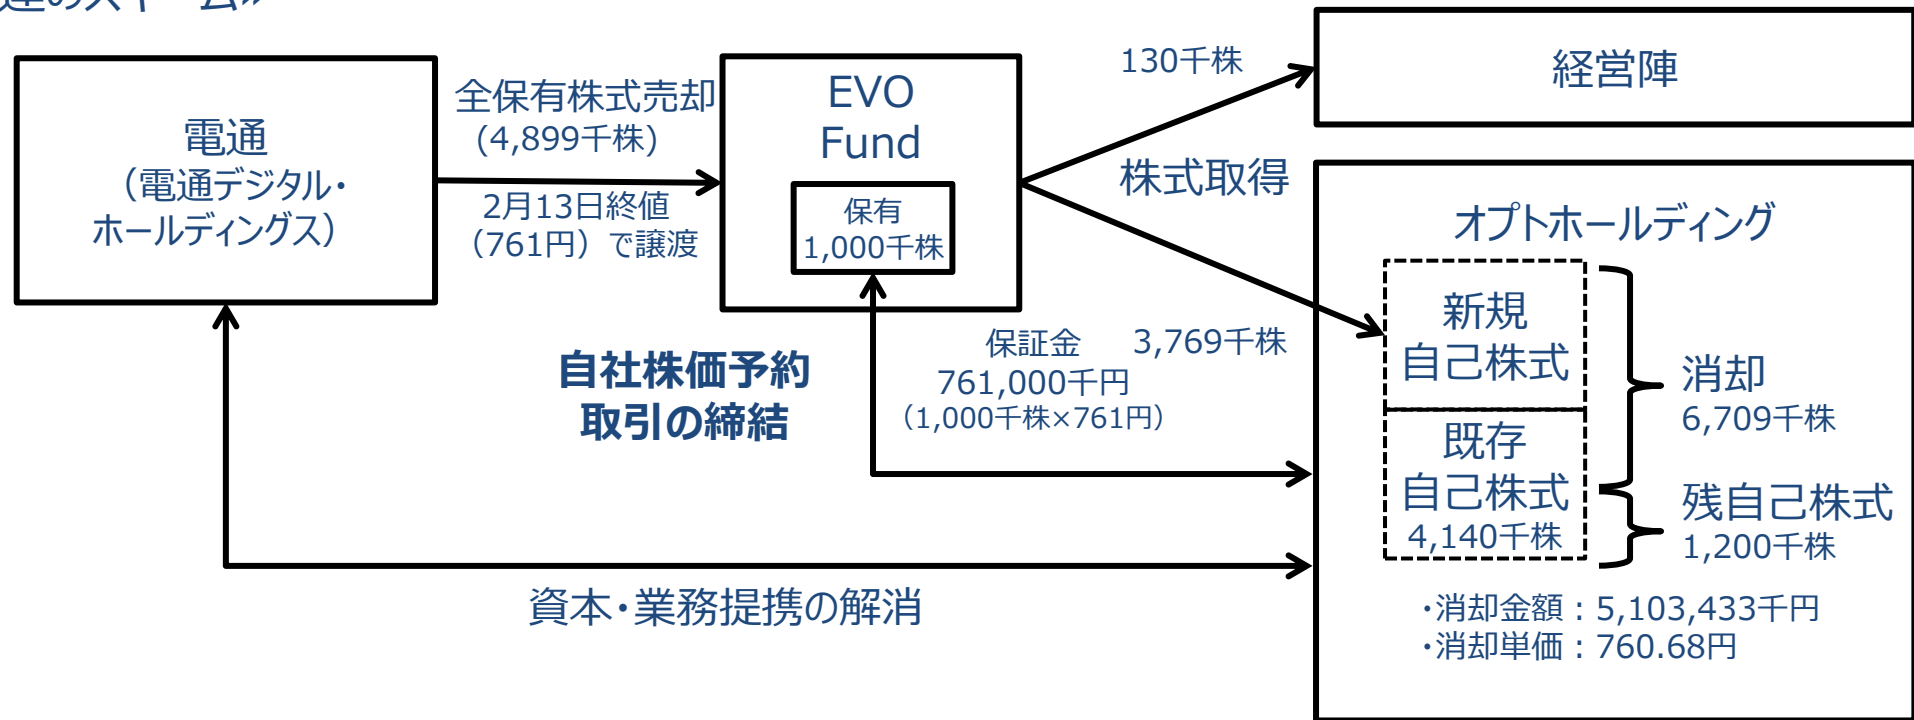 電通
（電通デジタル・
ホールディングス）
全保有株式売却
(4,899千株)
2月13日終値
（761円）で譲渡
EVO
Fund
保有
1,000千株
130千株
経営陣
株式取得
オプトホールディング
新規
自己株式
既存
自己株式
4,140千株
消却
6,709千株
残自己株式
1,200千株
・消却金額：5,103,433千円
・消却単価：760.68円
保証金
761,000千円
（1,000千株×761円）
3,769千株
自社株価予約
取引の締結
資本・業務提携の解消